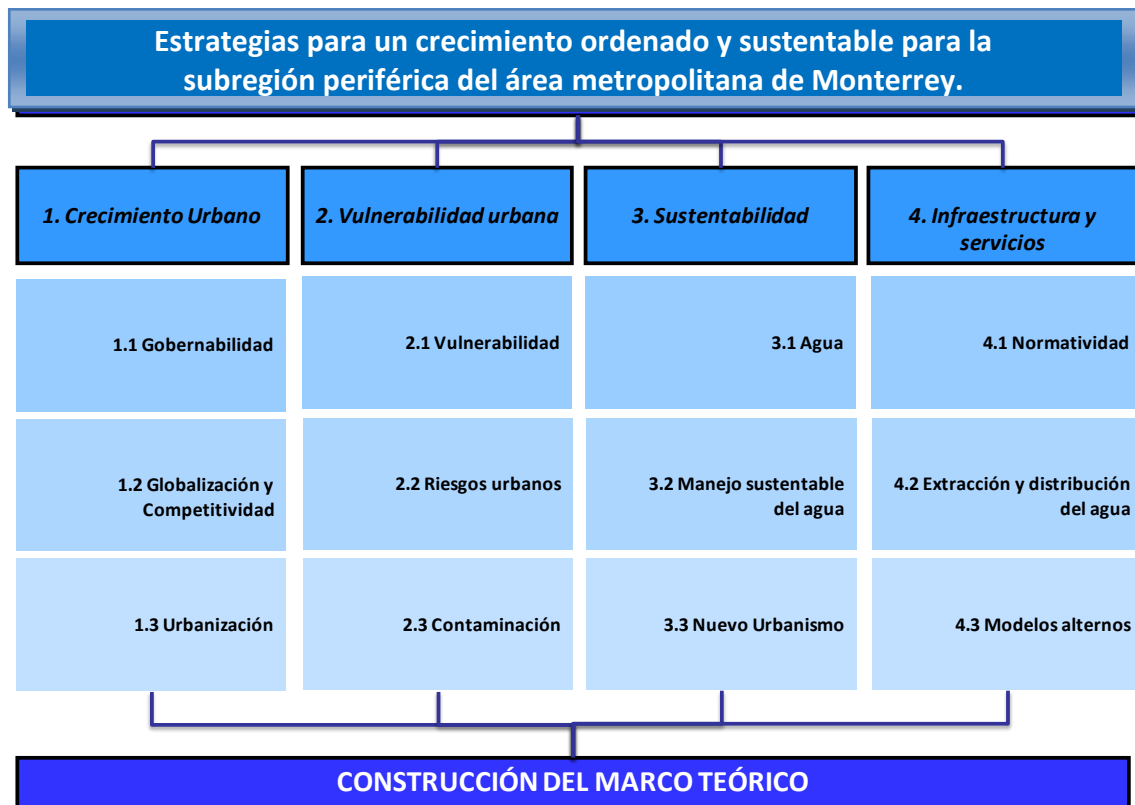 Estrategias para un crecimiento ordenado y sustentable para la
subregión periférica del área metropolitana de Monterrey.
1. Crecimiento Urbano
2. Vulnerabilidad urbana
3. Sustentabilidad
4. Infraestructura y
servicios
1.1 Gobernabilidad
2.1 Vulnerabilidad
3.1 Agua
4.1 Normatividad
1.2 Globalización y
Competitividad
2.2 Riesgos urbanos
3.2 Manejo sustentable
del agua
4.2 Extracción y distribución
del agua
1.3 Urbanización
2.3 Contaminación
3.3 Nuevo Urbanismo
4.3 Modelos alternos
CONSTRUCCIÓN DEL MARCO TEÓRICO